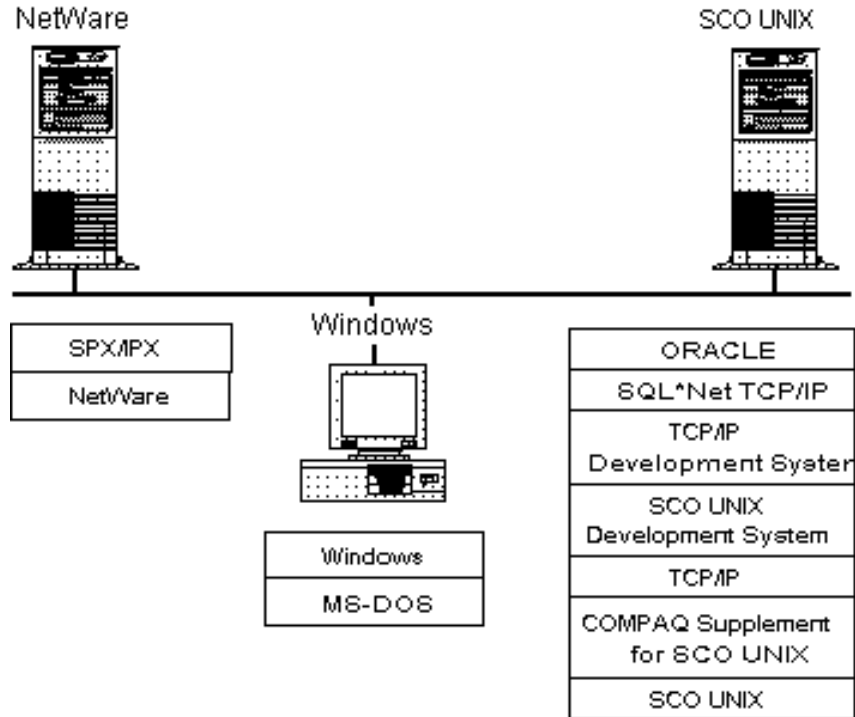 NetWare
SCO UNIX
Windows
SPX/IPX
NetWare
Windows
MS-DOS
ORACLE
SQL*Net TCP/IP
TCP/IP
Development System
SCO UNIX
Development System
TCP/IP
COMPAQ Supplement
for SCO UNIX
SCO UNIX